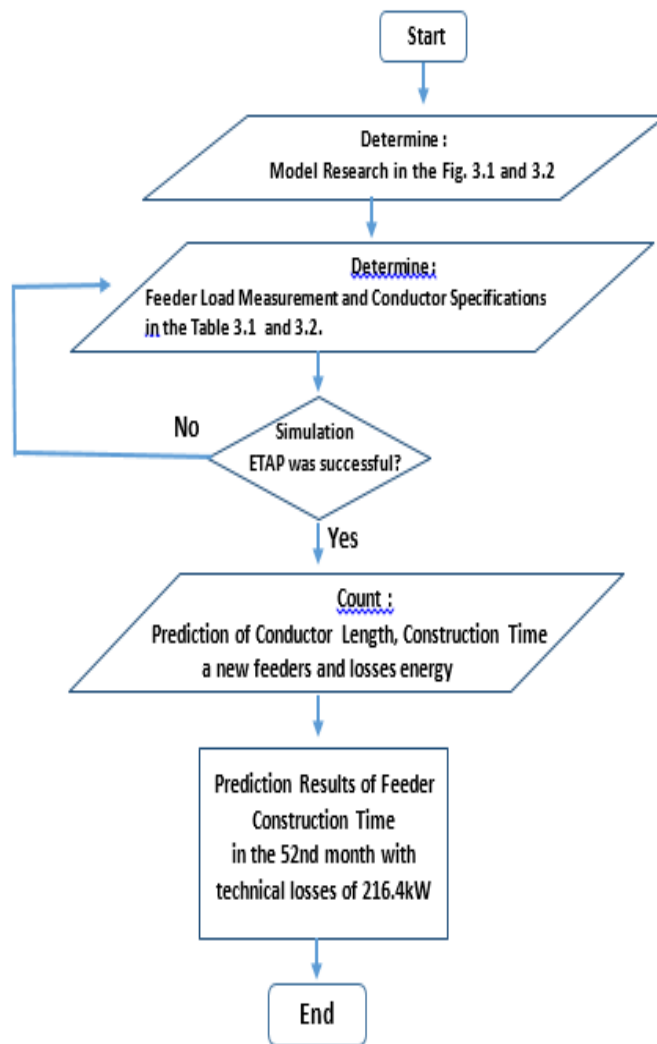 Start
Determine :
Model Research in the Fig. 3.1 and 3.2
Determine:
Feeder Load Measurement and Conductor Specifications
in the Table 3.1 and 3.2.
No
Simulation
ETAP was successful?
Yes
Count :
Prediction of Conductor Length, Construction Time
a new feeders and losses energy
Prediction Results of Feeder
Construction Time
in the 52nd month with
technical losses of 216.4kW
End